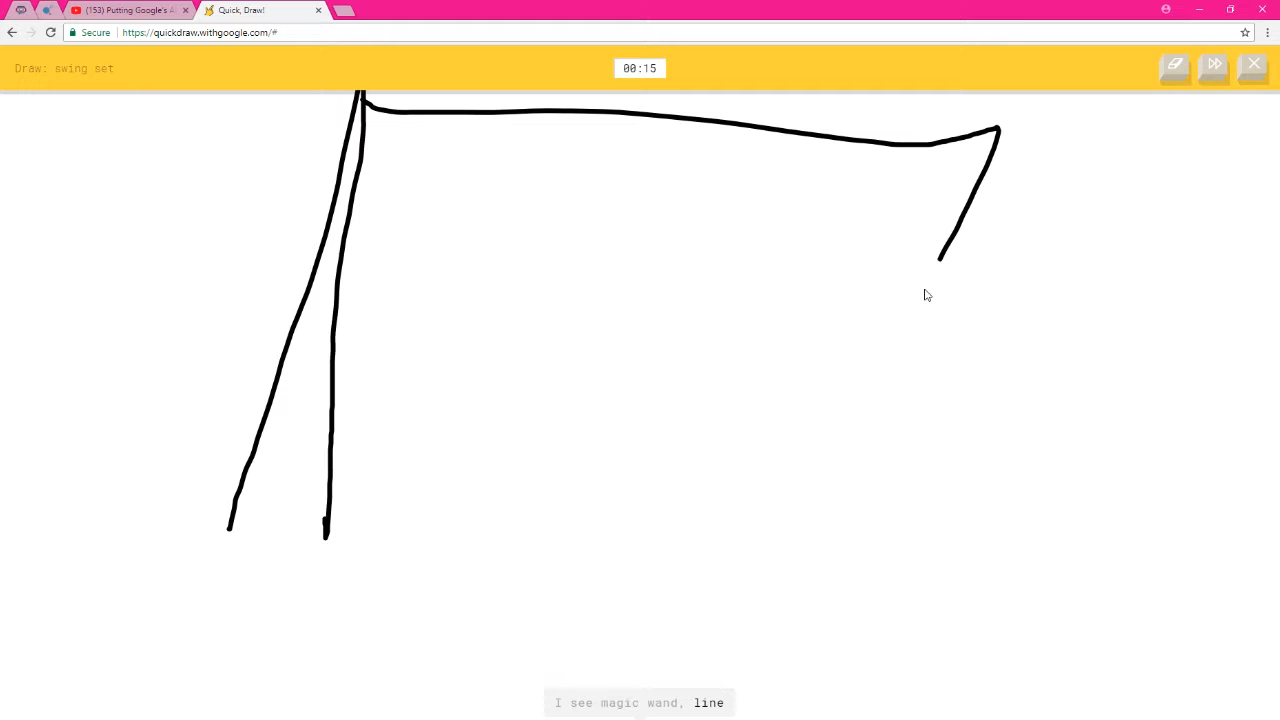 (153) Putting Google's A
Quick, Draw!
Secure
https://quickdraw.withgoogle.com/#
Draw: swing set
00:15
I see magic wand, line